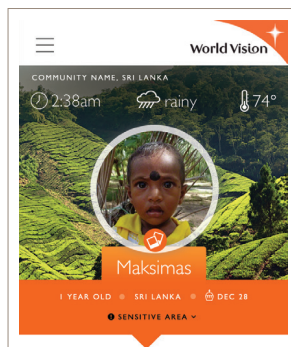 World Vision
COMMUNITY NAME, SRI LANKA
2:38am rainy 74°
Maksimas
1 YEAR OLD SRI LANKA DEC 28
SENSITIVE AREA